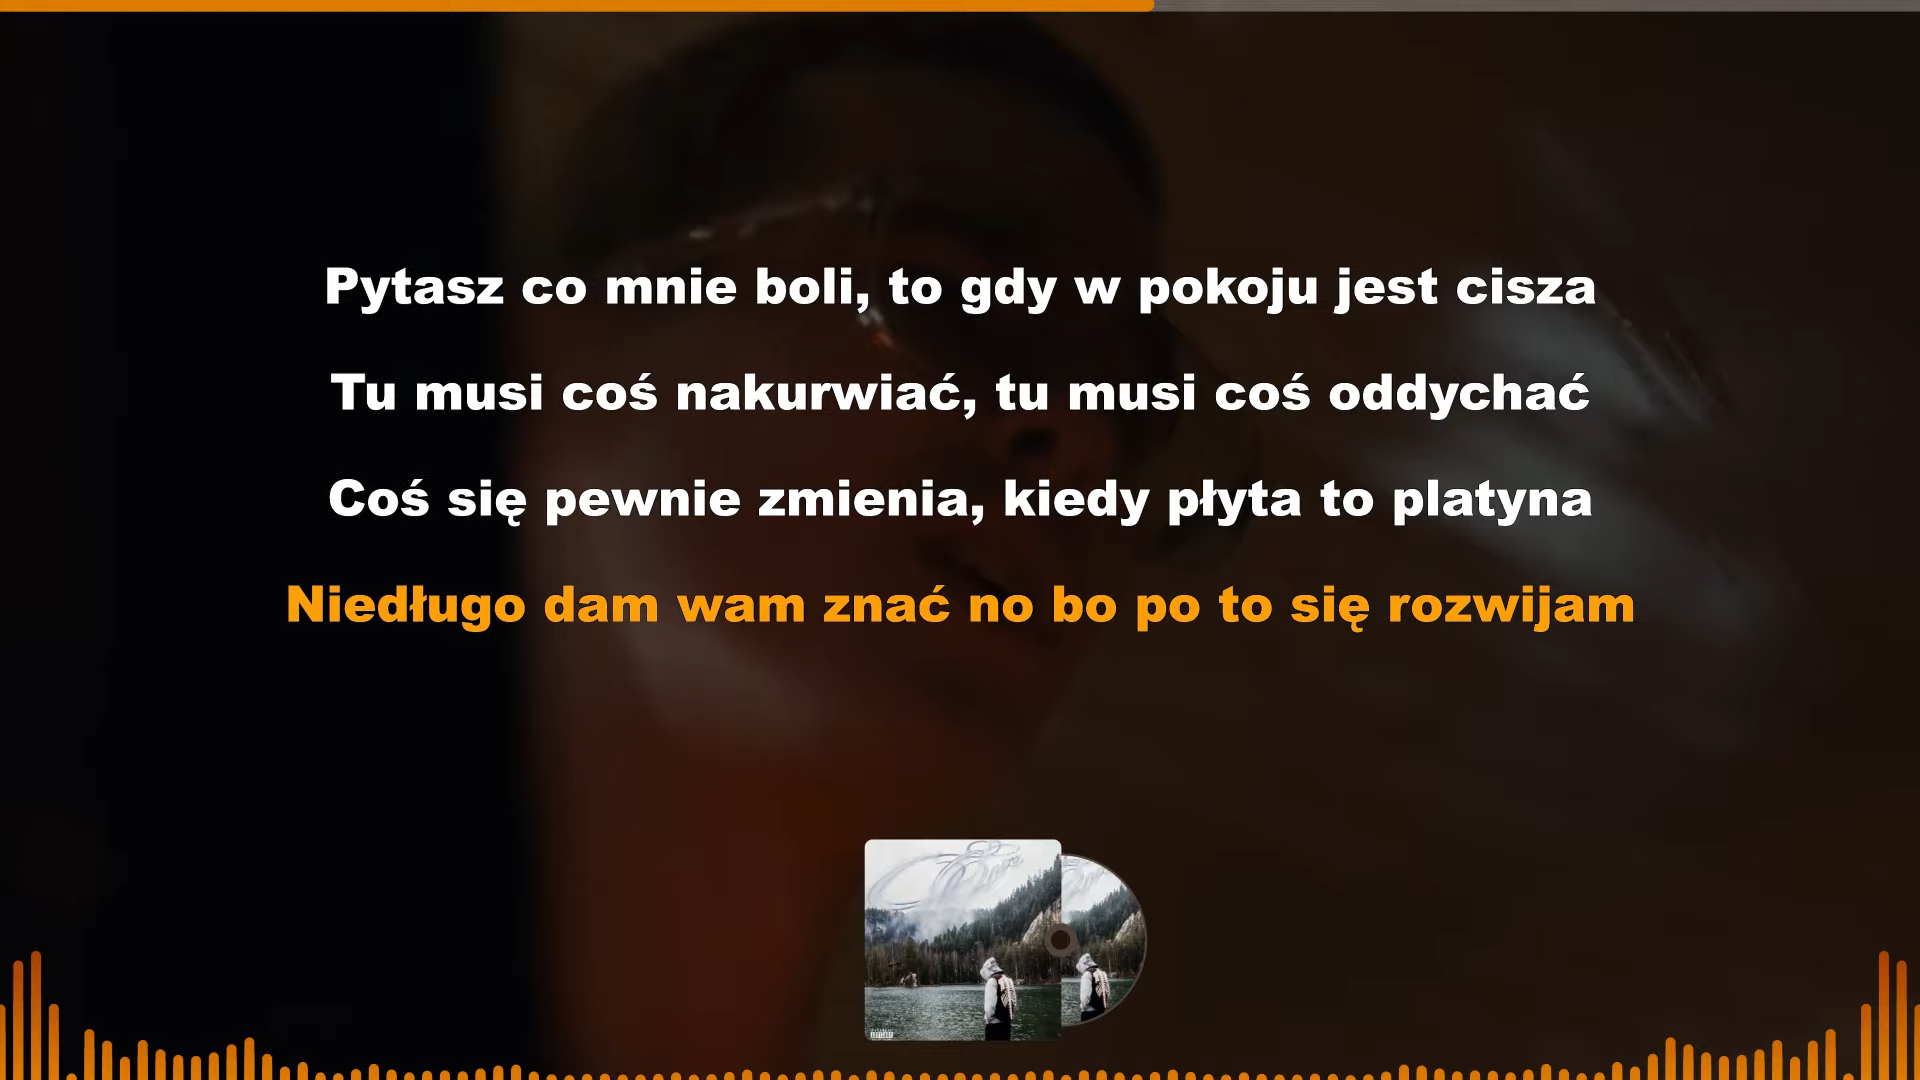 Pytasz co mnie boli, to gdy w pokoju jest cisza
Tu musi coś nakurwiać, tu musi coś oddychać
Coś się pewnie zmienia, kiedy płyta to platyna
Niedługo dam wam znać no bo po to się rozwijam